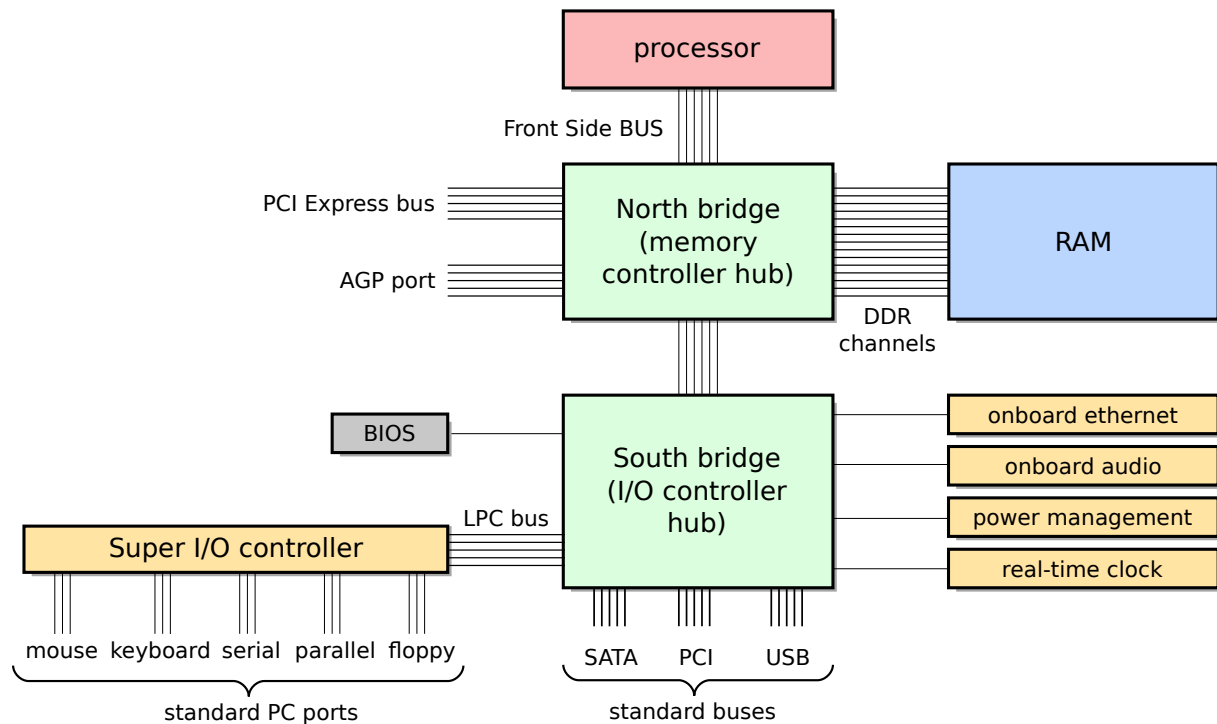 processor
Front Side BUS
PCI Express bus
North bridge
(memory
controller hub)
RAM
AGP port
DDR
channels
BIOS
South bridge
(I/O controller
hub)
onboard ethernet
onboard audio
power management
real-time clock
LPC bus
Super I/O controller
mouse keyboard serial parallel floppy
standard PC ports
SATA PCI USB
standard buses